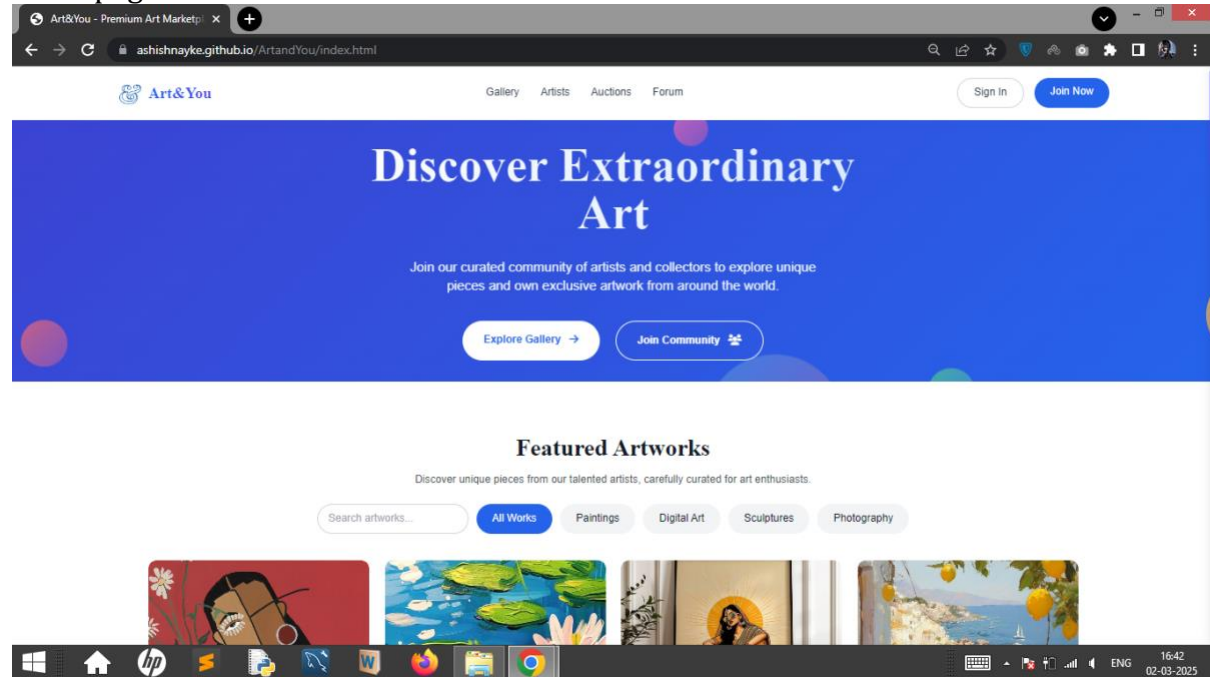 Art&You - Premium Art Marketpl
ashishnayke.github.io/ArtandYou/index.html
Art&You Gallery Artists Auctions Forum Sign In Join Now
Discover Extraordinary
Art
Join our curated community of artists and collectors to explore unique
pieces and own exclusive artwork from around the world.
Explore Gallery → Join Community
Featured Artworks
Discover unique pieces from our talented artists, carefully curated for art enthusiasts.
Search artworks... All Works Paintings Digital Art Sculptures Photography
hp W ENG 16:42
02-03-2025